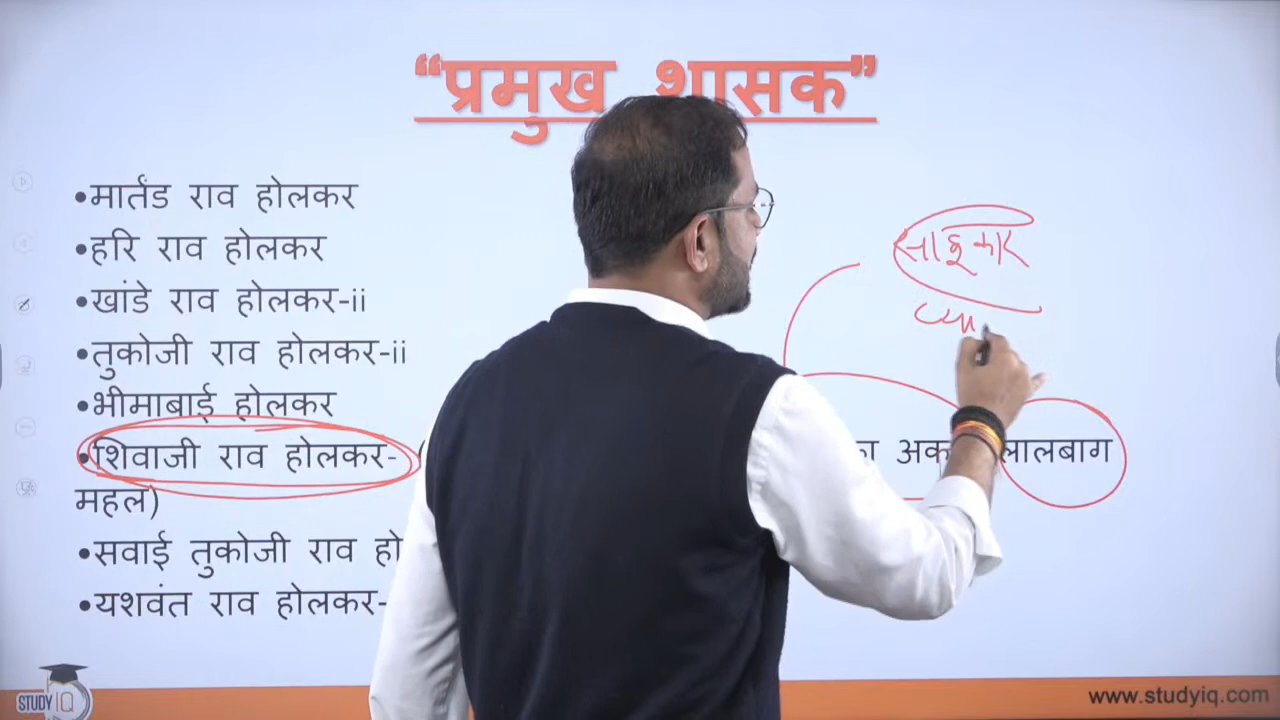 “प्रमुख शासक”
•मार्तंड राव होलकर
•हरि राव होलकर
•खांडे राव होलकर-ii
•तुकोजी राव होलकर-ii
•भीमाबाई होलकर
•शिवाजी राव होलकर- लालबाग
महल)
•सवाई तुकोजी राव
•यशवंत राव होलकर-
साहूकार
STUDY IQ
www.studyiq.com